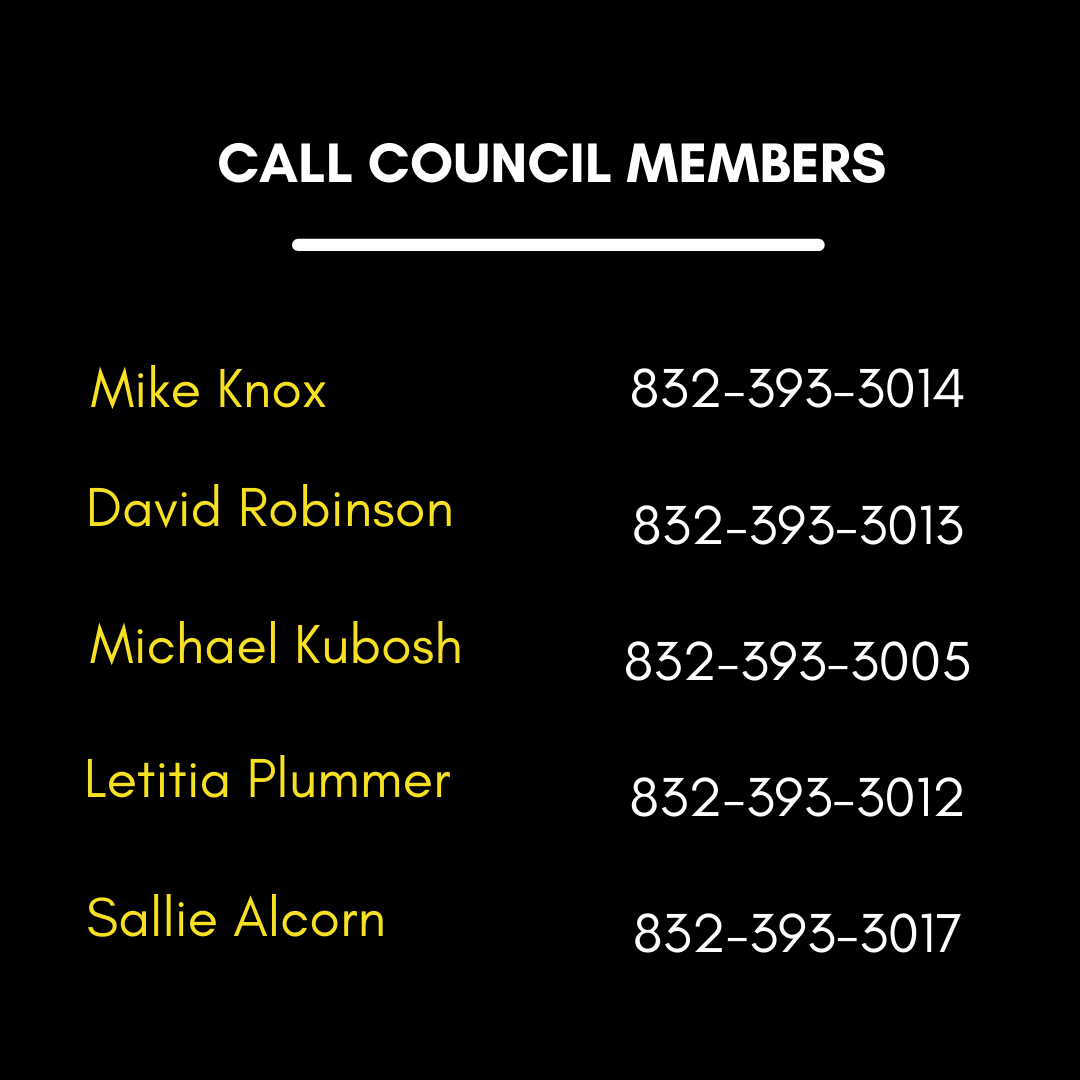 CALL COUNCIL MEMBERS
Mike Knox 832-393-3014
David Robinson 832-393-3013
Michael Kubosh 832-393-3005
Letitia Plummer 832-393-3012
Sallie Alcorn 832-393-3017